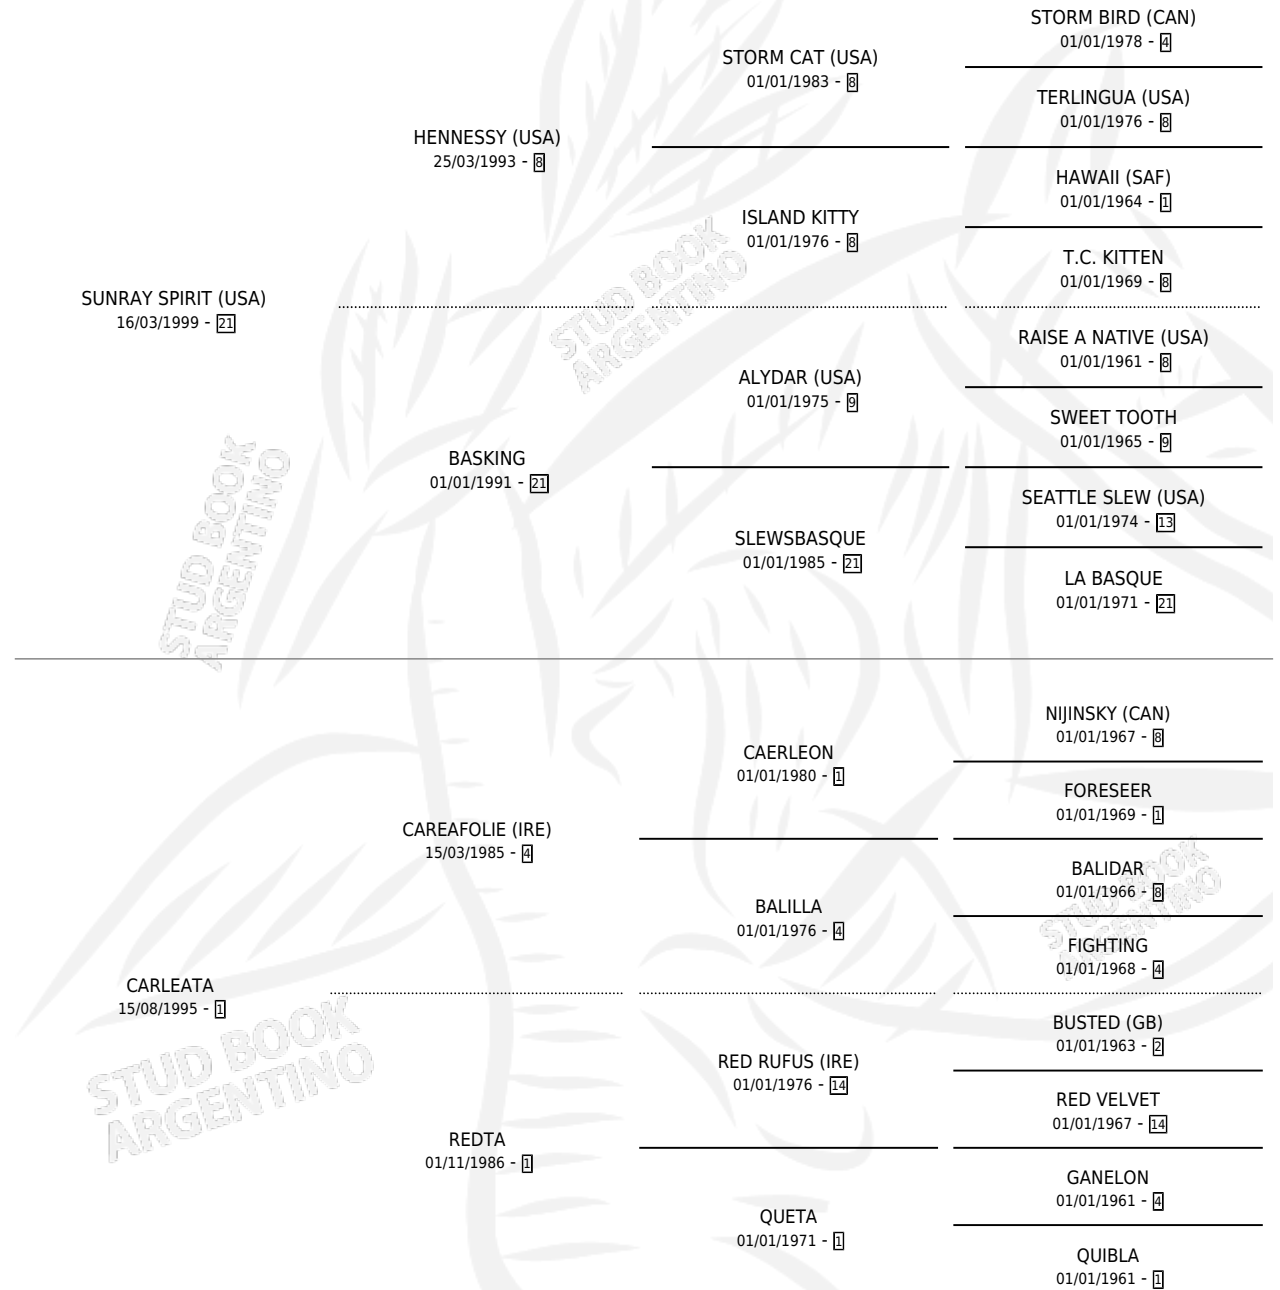 STORM BIRD (CAN)
01/01/1978 - 4
STORM CAT (USA)
01/01/1983 - 8
TERLINGUA (USA)
01/01/1976 - 8
HENNESSY (USA)
25/03/1993 - 8
HAWAII (SAF)
01/01/1964 - 1
ISLAND KITTY
01/01/1976 - 8
T.C. KITTEN
01/01/1969 - 8
SUNRAY SPIRIT (USA)
16/03/1999 - 21
RAISE A NATIVE (USA)
01/01/1961 - 8
ALYDAR (USA)
01/01/1975 - 9
SWEET TOOTH
01/01/1965 - 9
BASKING
01/01/1991 - 21
SEATTLE SLEW (USA)
01/01/1974 - 13
SLEWSBASQUE
01/01/1985 - 21
LA BASQUE
01/01/1971 - 21
NIJINSKY (CAN)
01/01/1967 - 8
CAERLEON
01/01/1980 - 1
FORESEER
01/01/1969 - 1
CAREAFOLIE (IRE)
15/03/1985 - 4
BALIDAR
01/01/1966 - 8
BALILLA
01/01/1976 - 4
FIGHTING
01/01/1968 - 4
CARLEATA
15/08/1995 - 1
BUSTED (GB)
01/01/1963 - 2
RED RUFUS (IRE)
01/01/1976 - 14
RED VELVET
01/01/1967 - 14
REDTA
01/11/1986 - 1
GANELON
01/01/1961 - 4
QUETA
01/01/1971 - 1
QUIBLA
01/01/1961 - 1
STUD BOOK
ARGENTINO
STUD BOOK
ARGENTINO
STUD BOOK
ARGENTINO
STUD BOOK
ARGENTINO